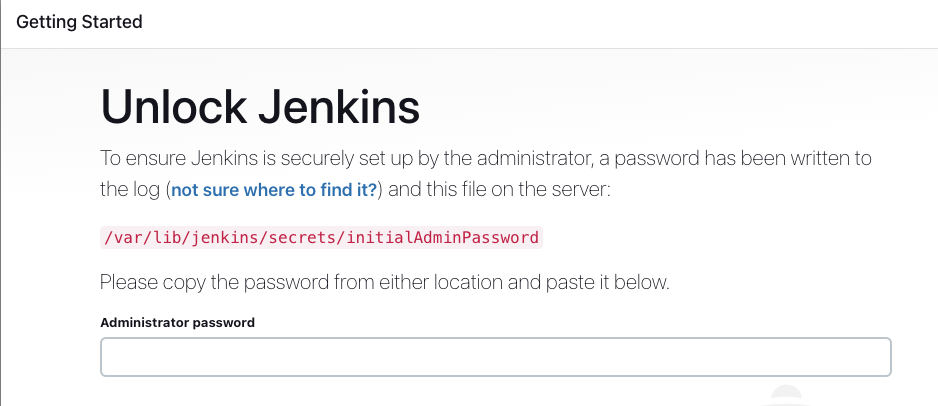 Getting Started
Unlock Jenkins
To ensure Jenkins is securely set up by the administrator, a password has been written to
the log (not sure where to find it?) and this file on the server:
/var/lib/jenkins/secrets/initialAdminPassword
Please copy the password from either location and paste it below.
Administrator password